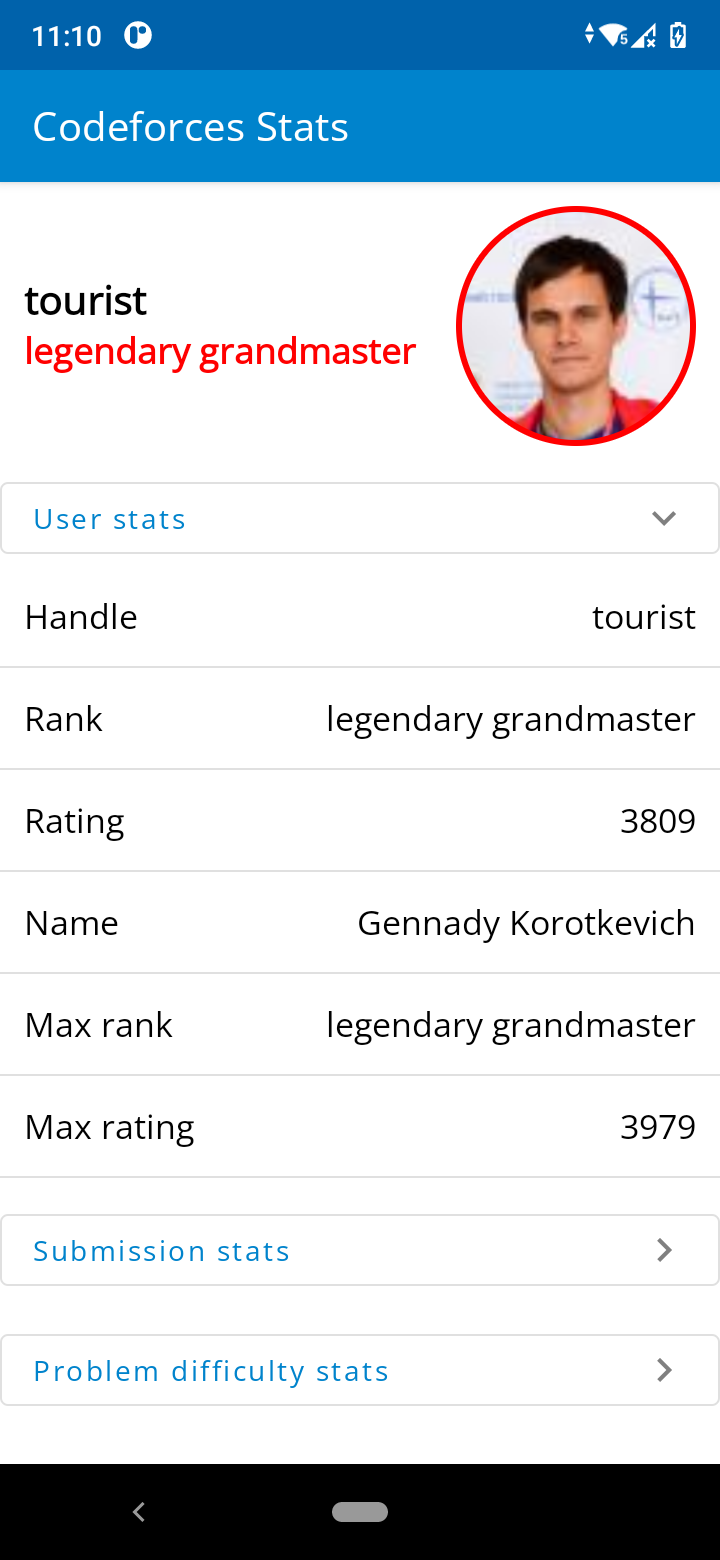 11:10
Codeforces Stats
tourist
legendary grandmaster
User stats
Handle tourist
Rank legendary grandmaster
Rating 3809
Name Gennady Korotkevich
Max rank legendary grandmaster
Max rating 3979
Submission stats
Problem difficulty stats